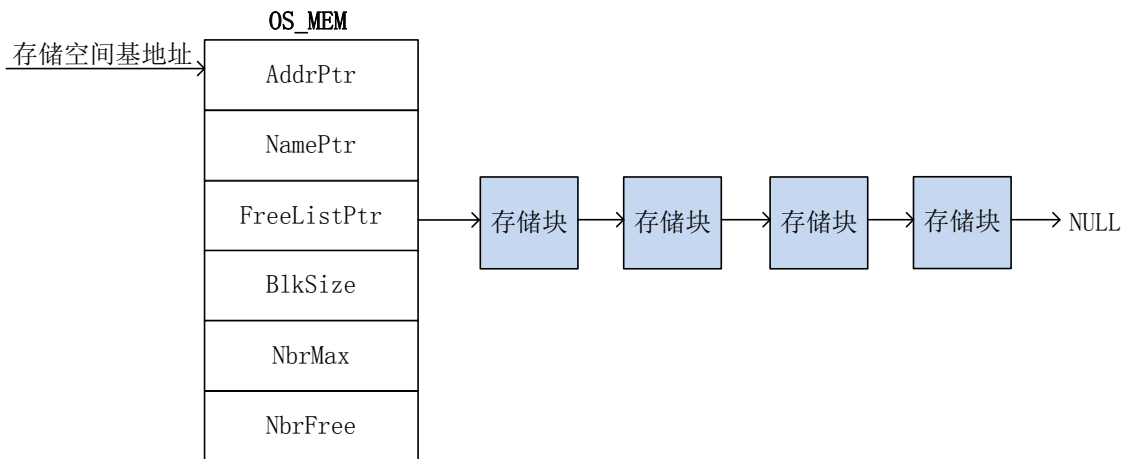 OS_MEM
存储空间基地址
AddrPtr
NamePtr
FreeListPtr
存储块
存储块
存储块
存储块
NULL
BlkSize
NbrMax
NbrFree